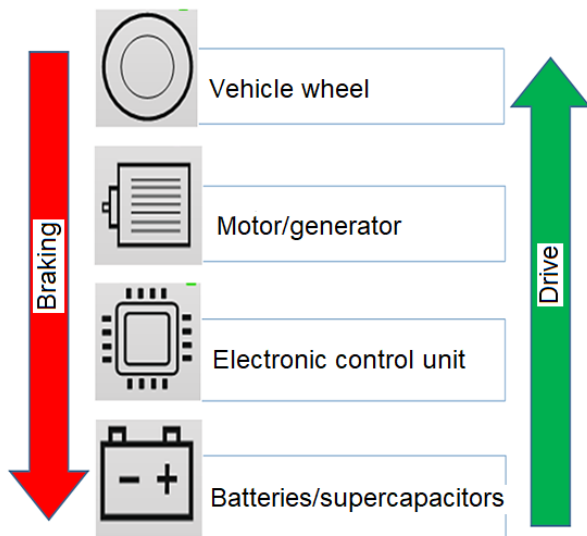 Vehicle wheel
Motor/generator
Braking
Drive
Electronic control unit
Batteries/supercapacitors